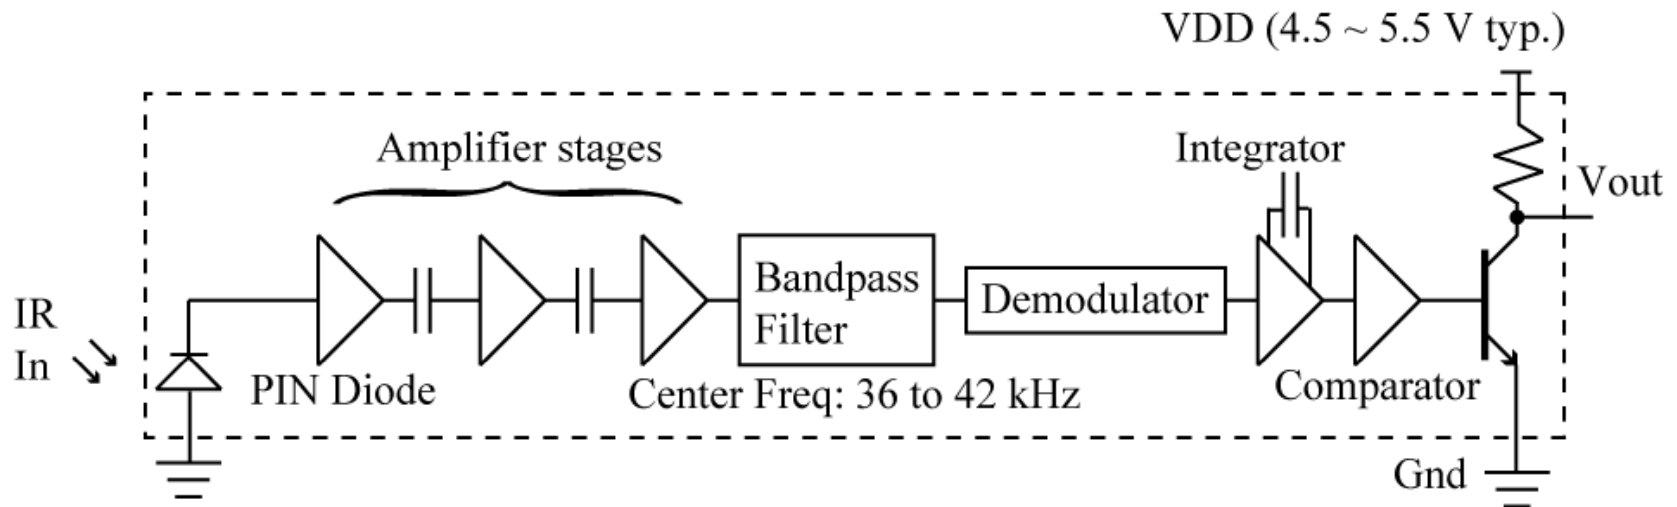 VDD (4.5 ~ 5.5 V typ.)
Amplifier stages
Integrator
Vout
IR
In
Bandpass
Filter
Demodulator
PIN Diode
Center Freq: 36 to 42 kHz
Comparator
Gnd